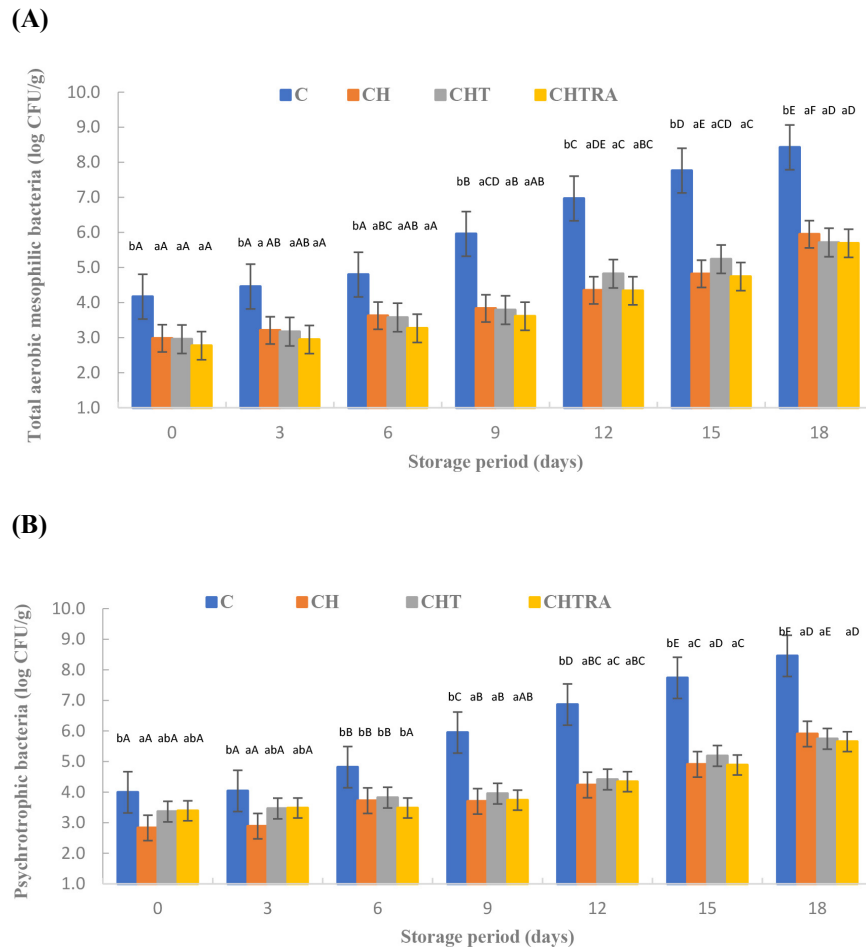 (A)
C CH CHT CHTRA
Total aerobic mesophilic bacteria (log CFU/g)
10.0
9.0
8.0
7.0
6.0
5.0
4.0
3.0
2.0
1.0
bA aA aA aA
bA a AB aAB aA
bA aBC aAB aA
bB aCD aB aAB
bC aDE aC aBC
bD aE aCD aC
bE aF aD aD
0 3 6 9 12 15 18
Storage period (days)
(B)
C CH CHT CHTRA
Psychrotrophic bacteria (log CFU/g)
10.0
9.0
8.0
7.0
6.0
5.0
4.0
3.0
2.0
1.0
bA aA abA abA
bA aA abA abA
bB bB bB bA
bC aB aB aAB
bD aBC aC aBC
bE aC aD aC
bE aD aE aD
0 3 6 9 12 15 18
Storage period (days)